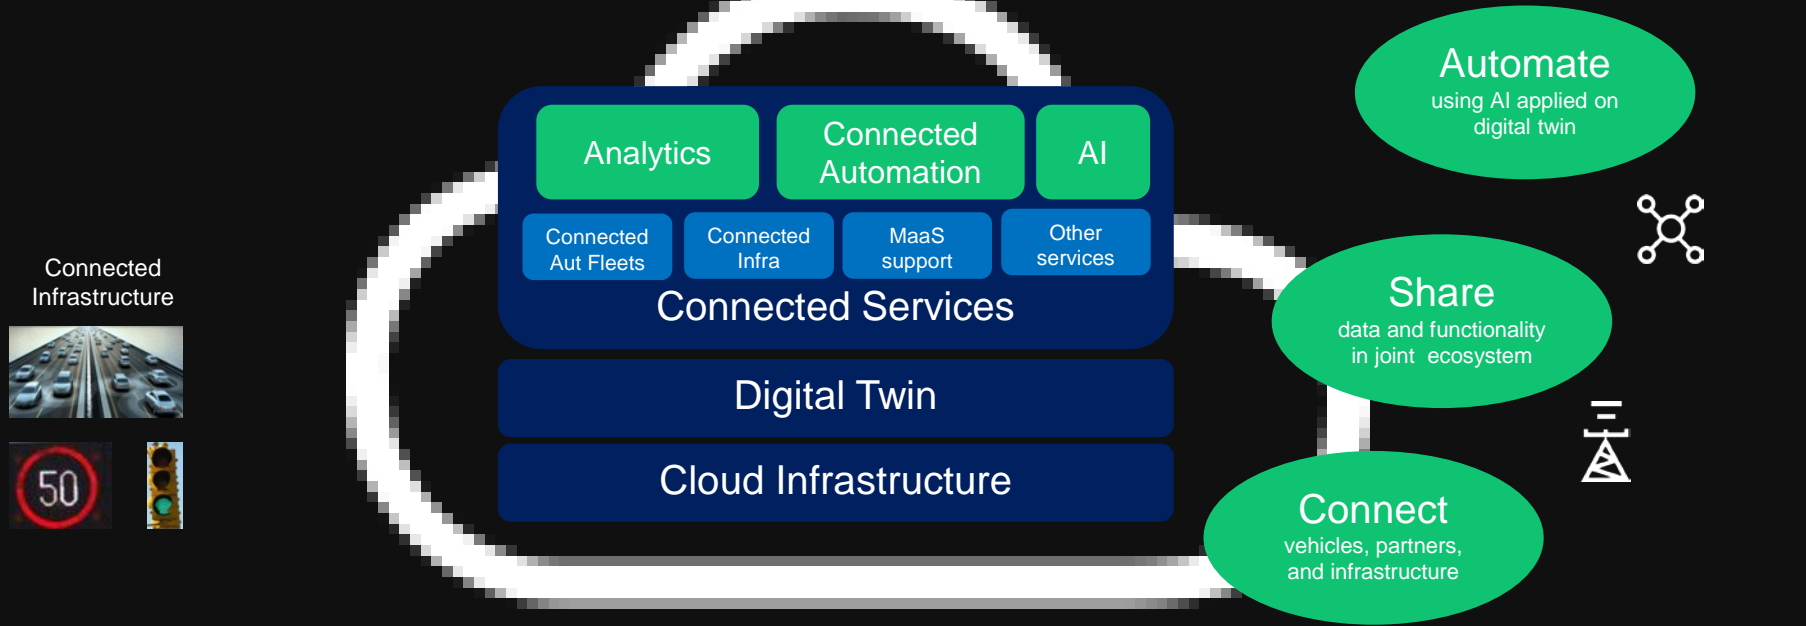 Connected
Infrastructure
50
Analytics
Connected
Automation
AI
Connected
Aut Fleets
Connected
Infra
MaaS
support
Other
services
Connected Services
Digital Twin
Cloud Infrastructure
Automate
using AI applied on
digital twin
Share
data and functionality
in joint ecosystem
Connect
vehicles, partners,
and infrastructure